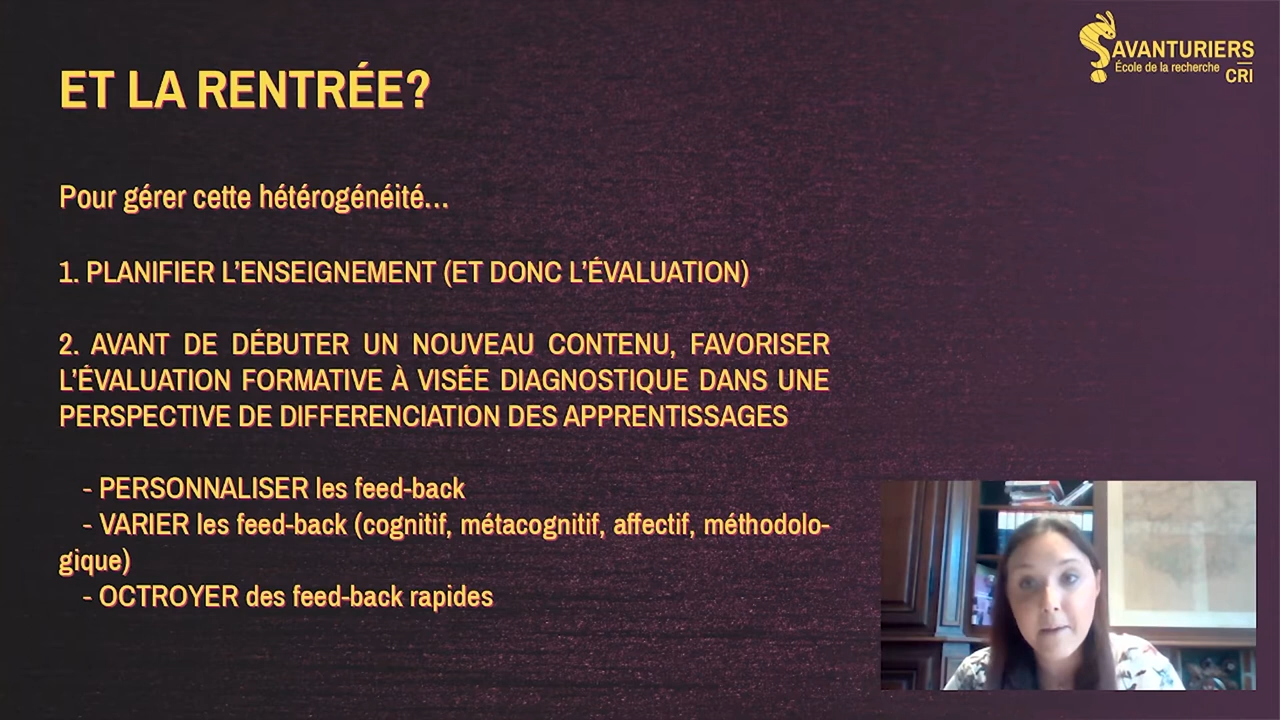 SAVANTURIERS
École de la recherche
CRI
ET LA RENTRÉE?
Pour gérer cette hétérogénéité...
1. PLANIFIER L’ENSEIGNEMENT (ET DONC L’ÉVALUATION)
2. AVANT DE DÉBUTER UN NOUVEAU CONTENU, FAVORISER
L’ÉVALUATION FORMATIVE À VISÉE DIAGNOSTIQUE DANS UNE
PERSPECTIVE DE DIFFERENCIATION DES APPRENTISSAGES
- PERSONNALISER les feed-back
- VARIER les feed-back (cognitif, métacognitif, affectif, méthodolo-
gique)
- OCTROYER des feed-back rapides